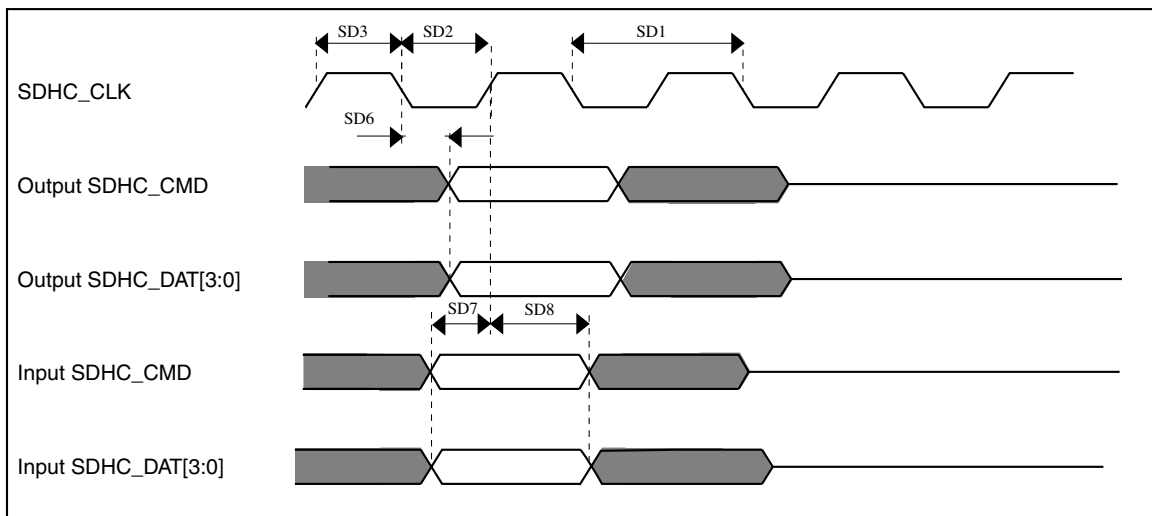 SD3 SD2 SD1
SDHC_CLK
SD6
Output SDHC_CMD
Output SDHC_DAT[3:0]
SD7 SD8
Input SDHC_CMD
Input SDHC_DAT[3:0]